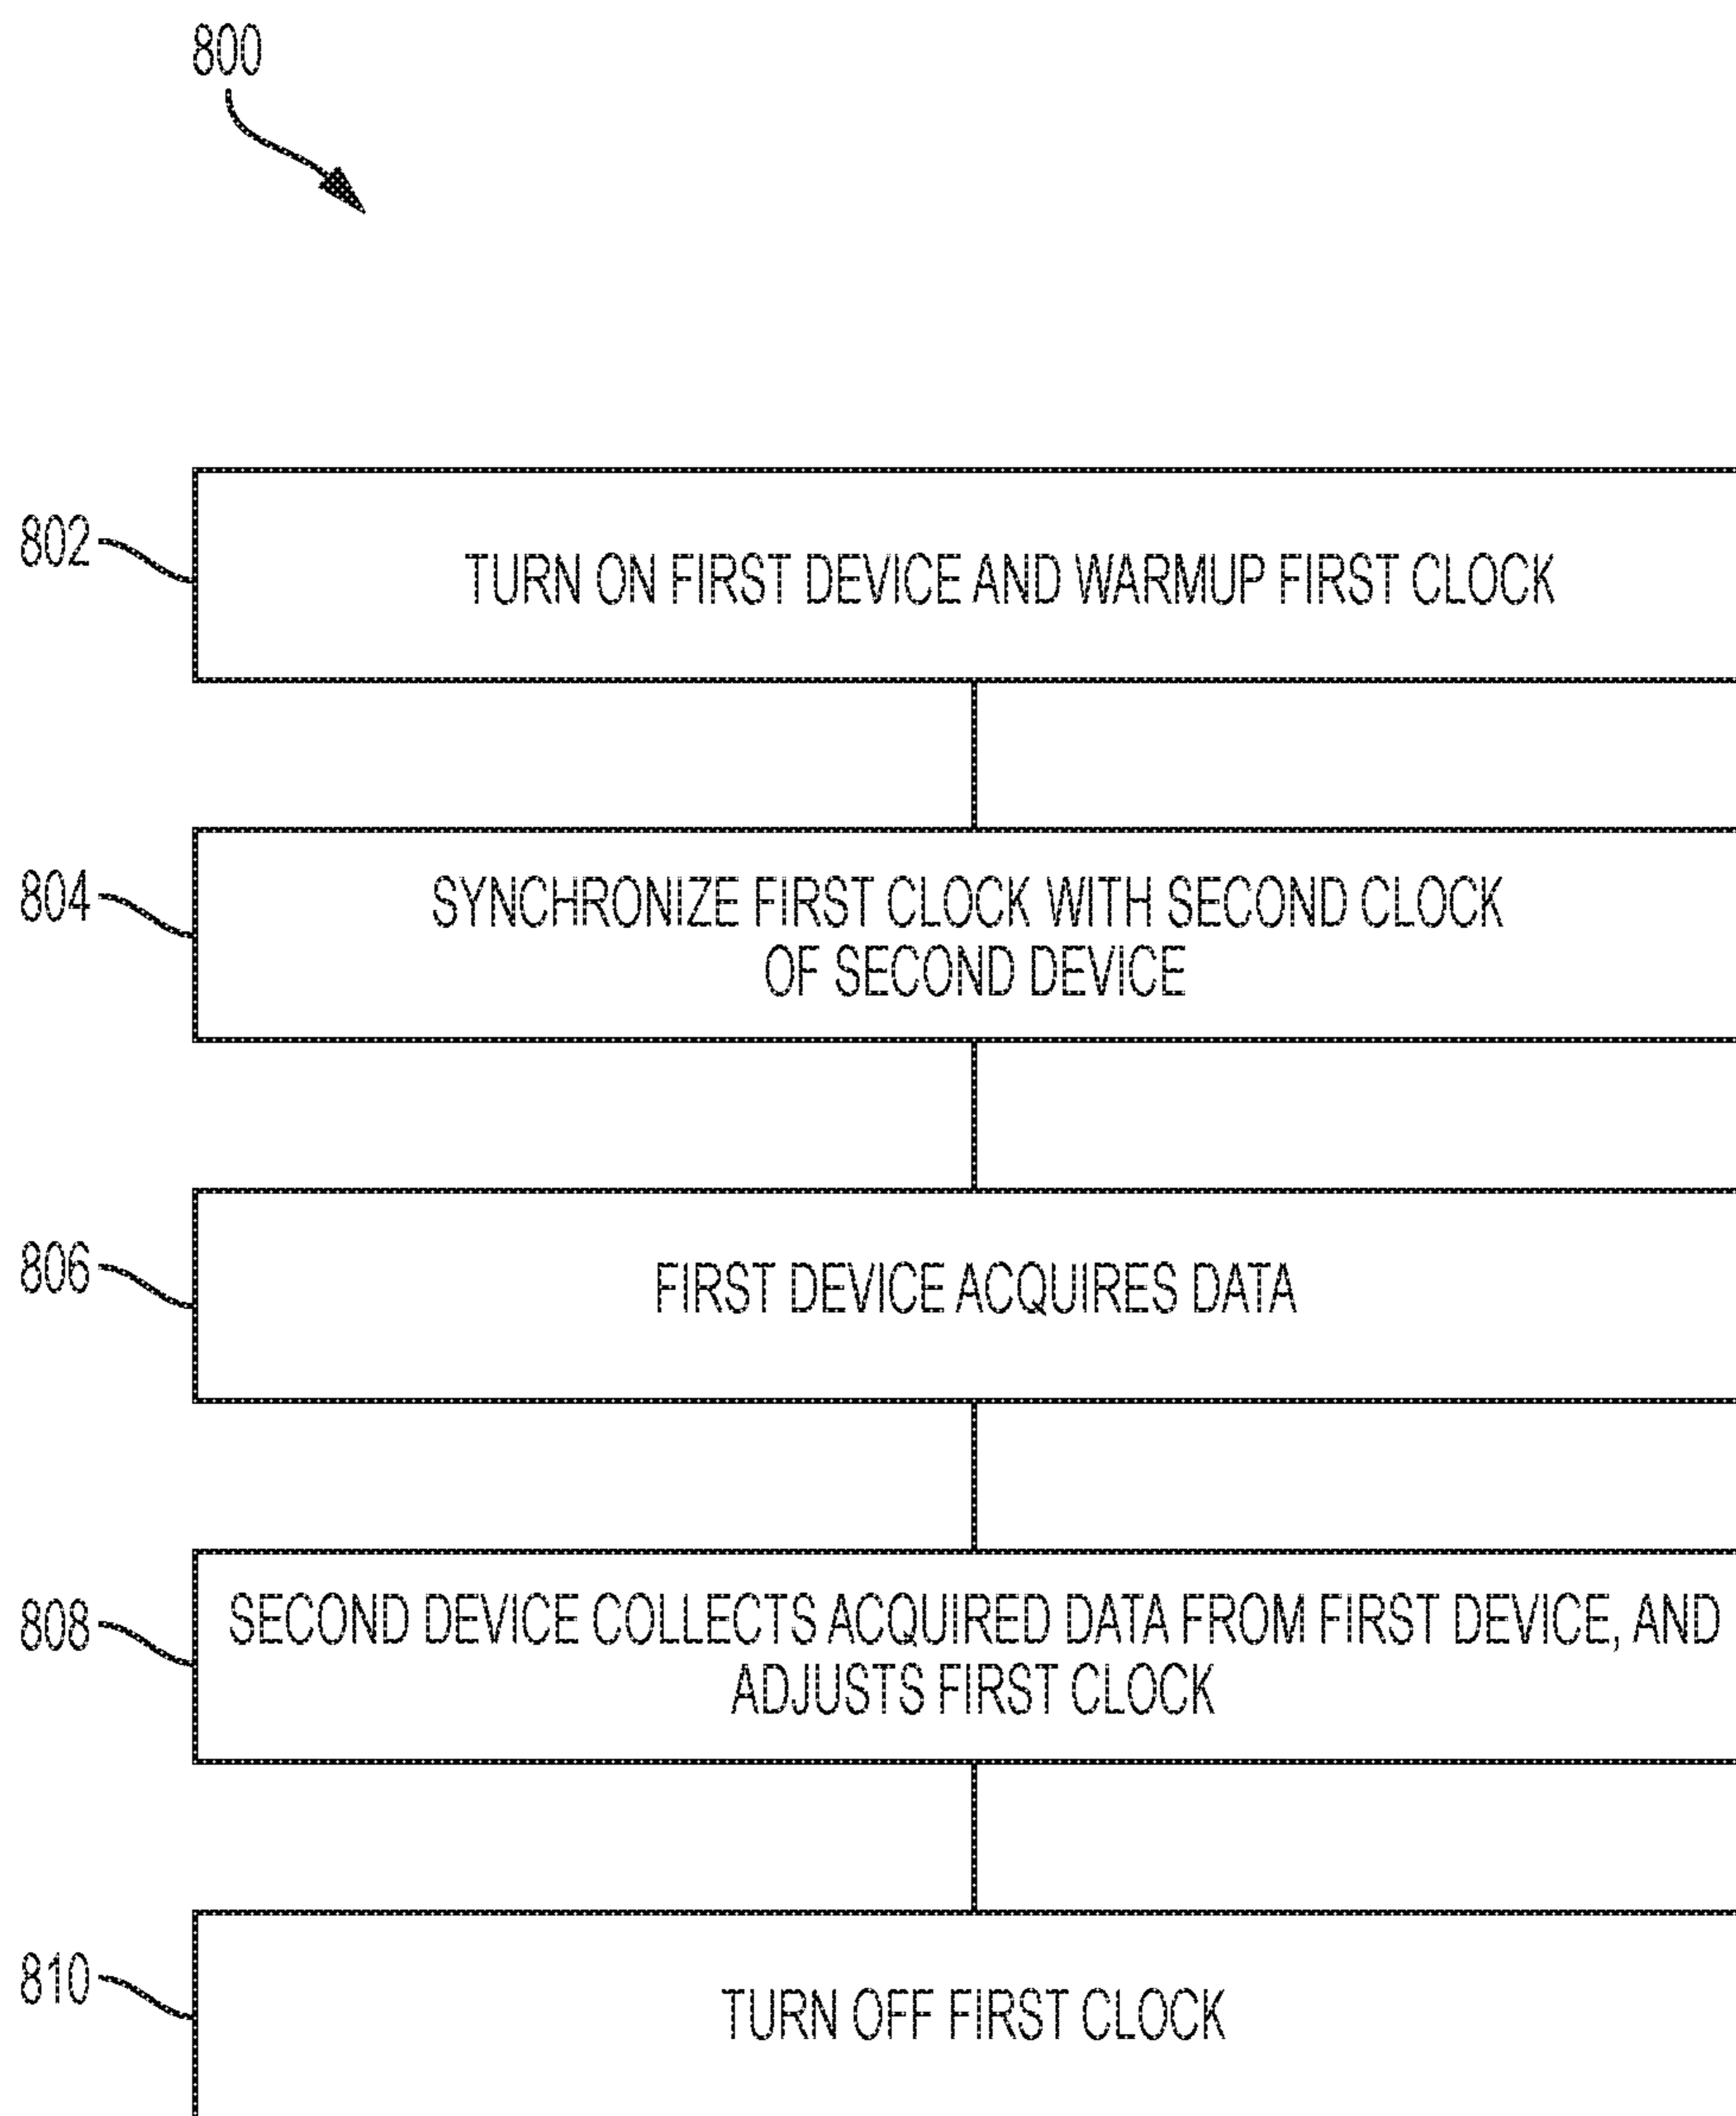 800
802
TURN ON FIRST DEVICE AND WARMUP FIRST CLOCK
804
SYNCHRONIZE FIRST CLOCK WITH SECOND CLOCK
OF SECOND DEVICE
806
FIRST DEVICE ACQUIRES DATA
808
SECOND DEVICE COLLECTS ACQUIRED DATA FROM FIRST DEVICE, AND
ADJUSTS FIRST CLOCK
810
TURN OFF FIRST CLOCK